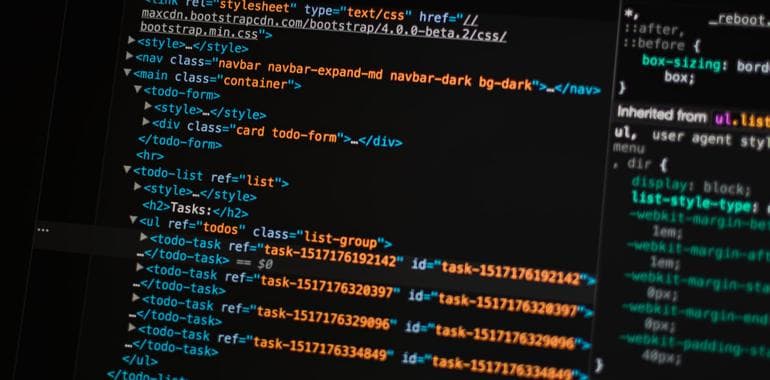 <link rel="stylesheet" type="text/css" href="//
maxcdn.bootstrapcdn.com/bootstrap/4.0.0-beta.2/css/
bootstrap.min.css">
▶<style>…</style>
▶<nav class="navbar navbar-expand-md navbar-dark bg-dark">…</nav>
▼<main class="container">
▼<todo-form>
▶<style>…</style>
▶<div class="card todo-form">…</div>
</todo-form>
<hr>
▼<todo-list ref="list">
▶<style>…</style>
<h2>Tasks:</h2>
▼<ul ref="todos" class="list-group">
▶<todo-task ref="task-1517176192142" id="task-1517176192142">
…</todo-task> == $0
▶<todo-task ref="task-1517176320397" id="task-1517176320397">
…</todo-task>
▶<todo-task ref="task-1517176329096" id="task-1517176329096">
…</todo-task>
▶<todo-task ref="task-1517176334849" id="task-1517176334849">
…</todo-task>
</ul>
</todo-list>
*, _reboot.
::after,
::before {
box-sizing: bord
box;
}
Inherited from ul.list
ul, user agent styl
menu
, dir {
display: block;
list-style-type:
-webkit-margin-be
1em;
-webkit-margin-af
1em;
-webkit-margin-sta
0px;
-webkit-margin-end
0px;
-webkit-padding-sta
40px;
}